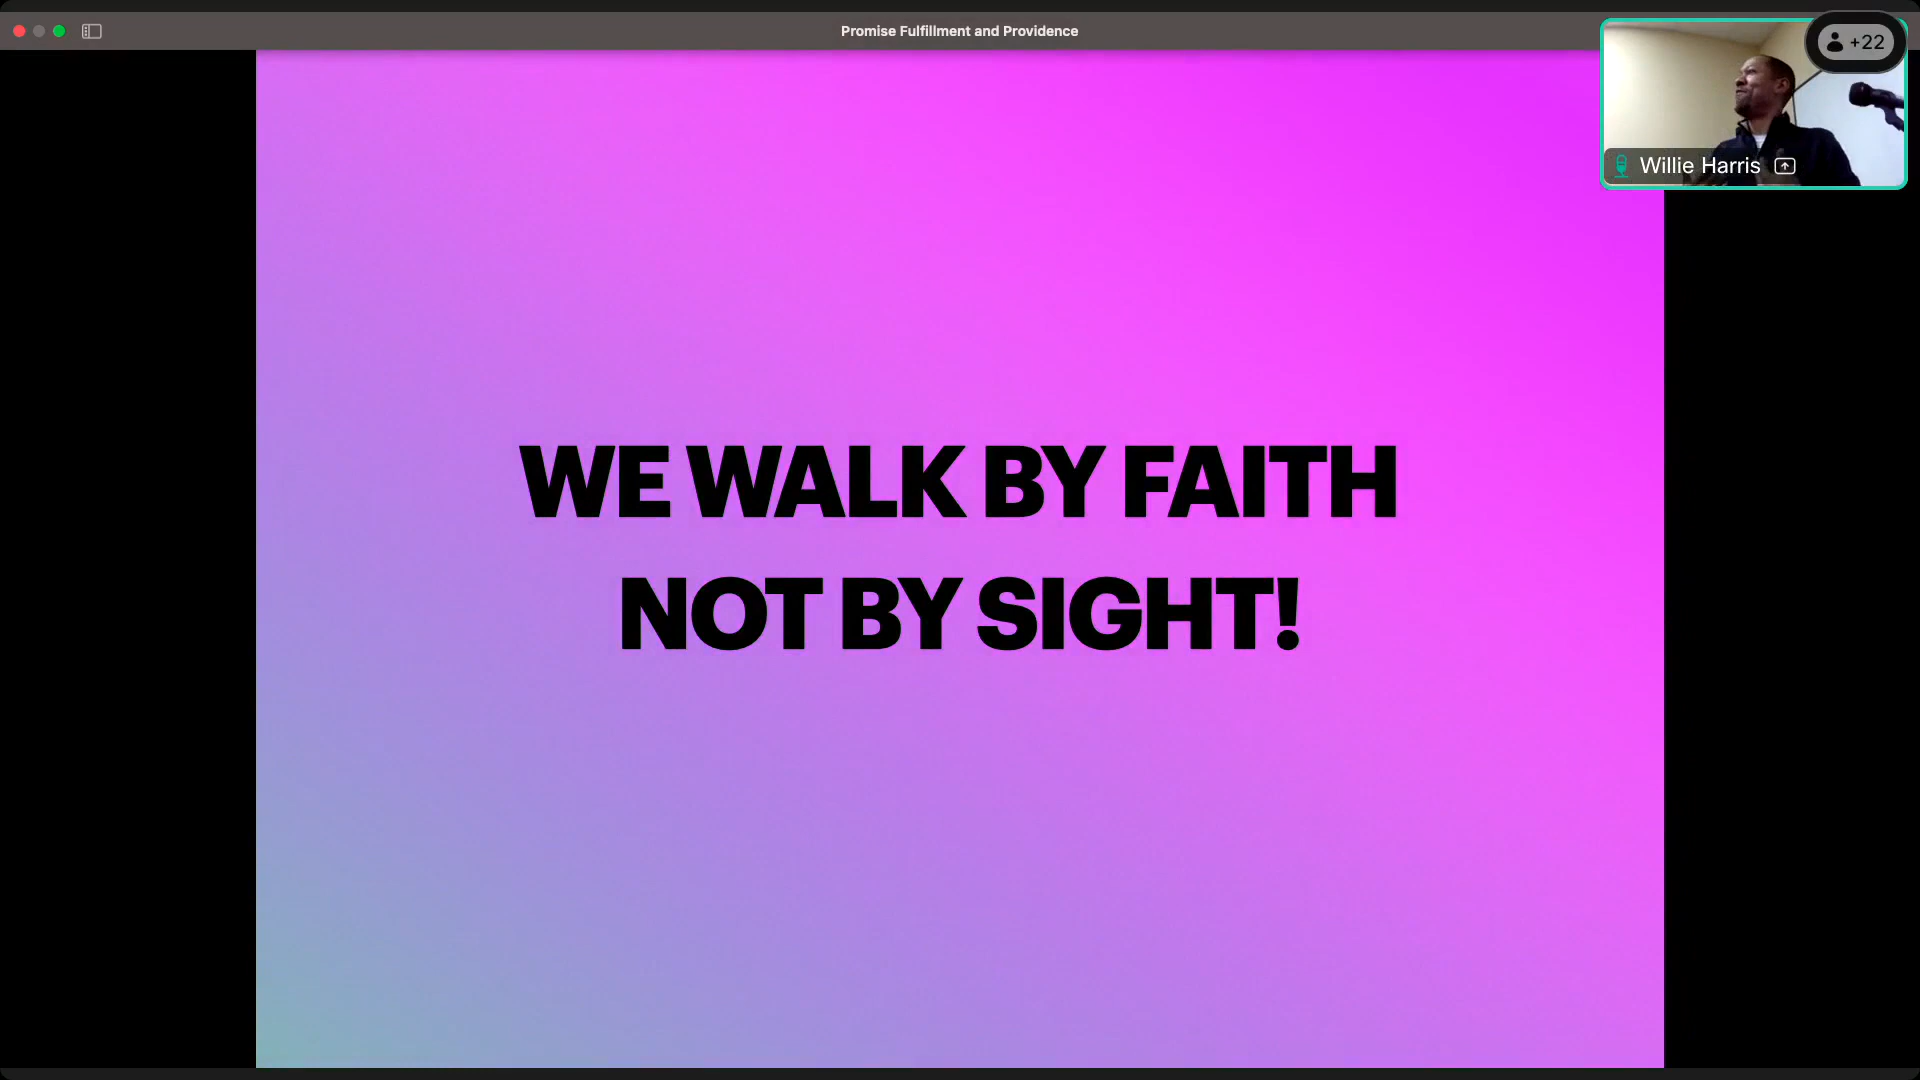 Promise Fulfillment and Providence
+22
Willie Harris
WE WALK BY FAITH
NOT BY SIGHT!